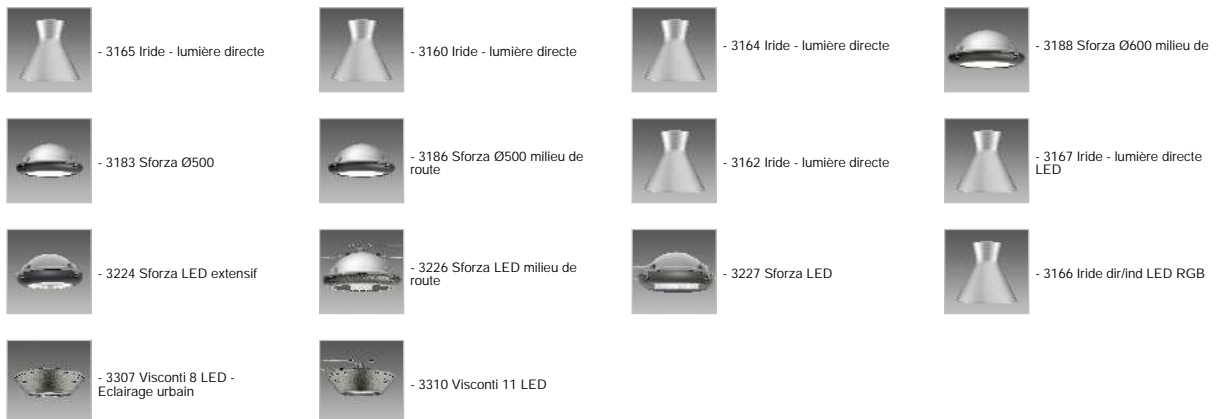 - 3165 Iride - lumière directe
- 3160 Iride - lumière directe
- 3164 Iride - lumière directe
- 3188 Sforza Ø600 milieu de
- 3183 Sforza Ø500
- 3186 Sforza Ø500 milieu de
route
- 3162 Iride - lumière directe
- 3167 Iride - lumière directe
LED
- 3224 Sforza LED extensif
- 3226 Sforza LED milieu de
route
- 3227 Sforza LED
- 3166 Iride dir/ind LED RGB
- 3307 Visconti 8 LED -
Eclairage urbain
- 3310 Visconti 11 LED